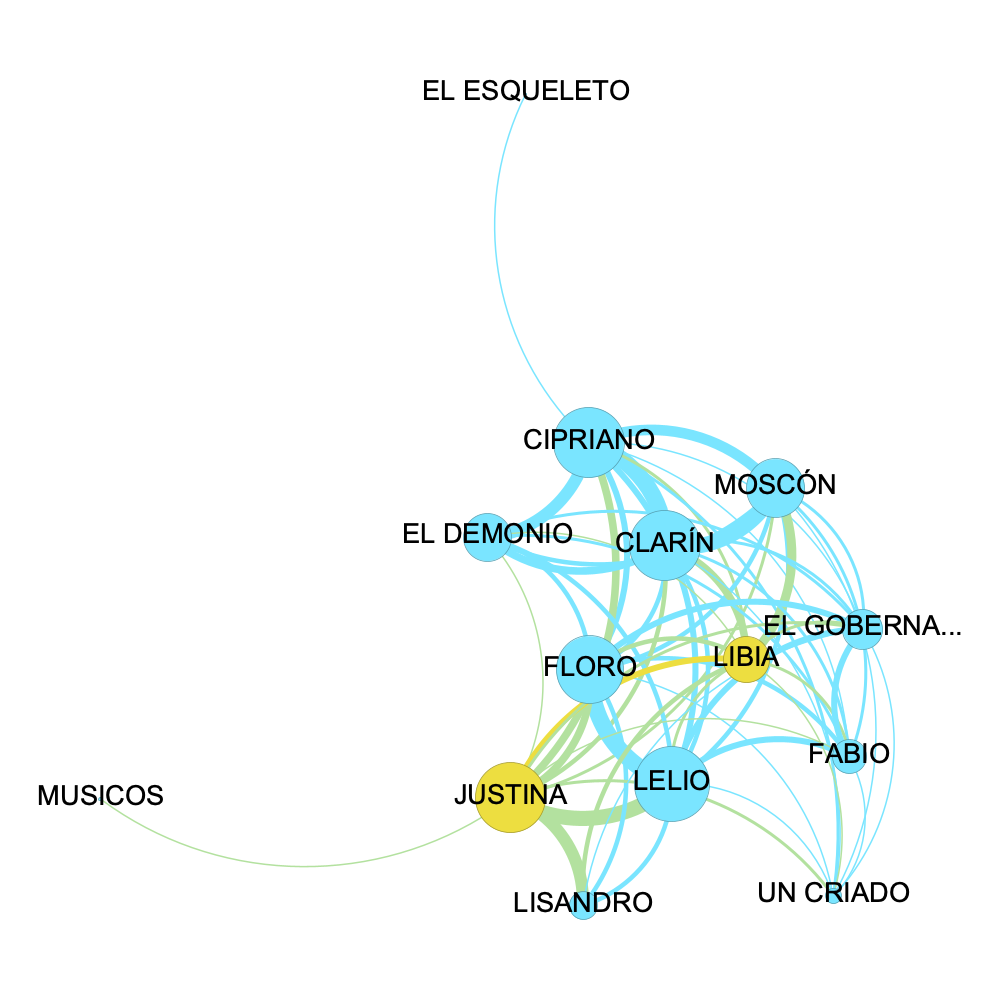 EL ESQUELETO
CIPRIANO
MOSCÓN
EL DEMONIO
CLARÍN
EL GOBERNA...
FLORO
LIBIA
FABIO
LELIO
JUSTINA
MUSICOS
UN CRIADO
LISANDRO